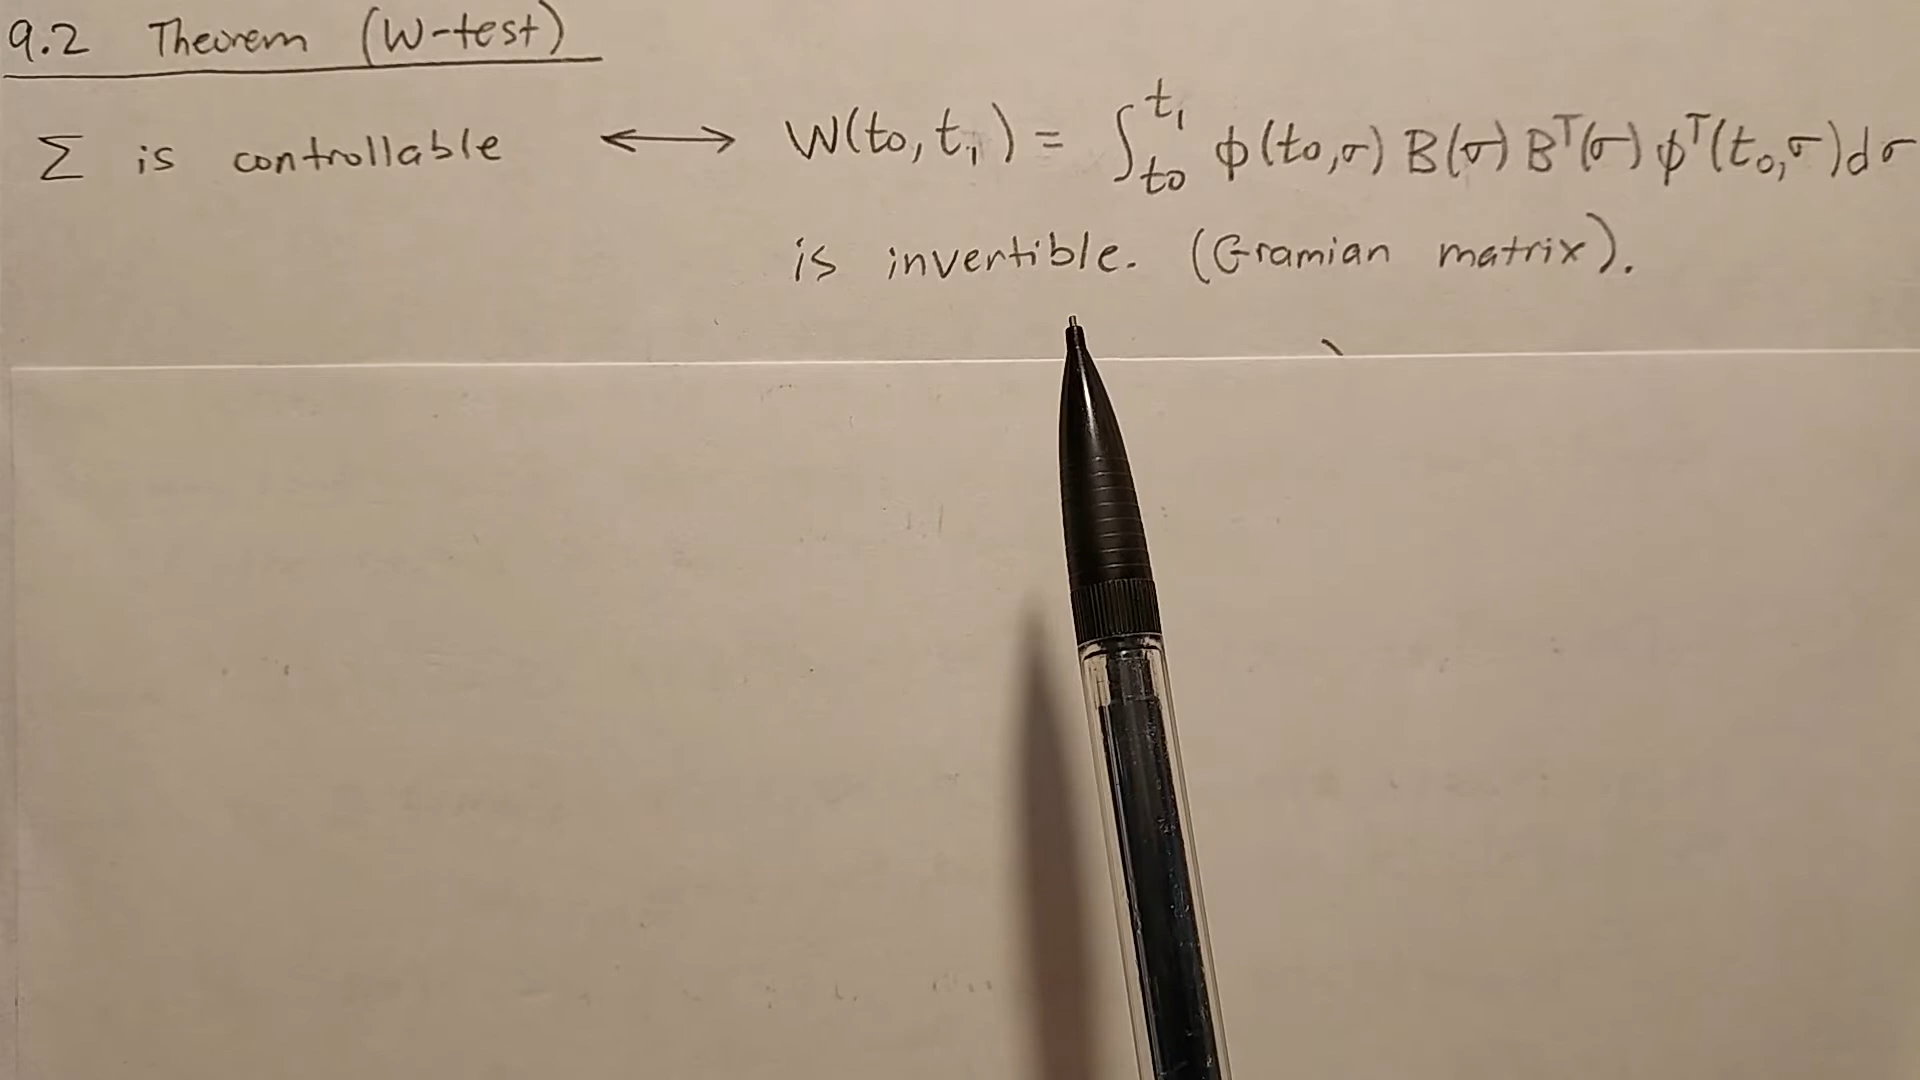 9.2 Theorem (W-test)
Σ is controllable ⟷ W(t₀, t₁) = ∫_{t₀}^{t₁} φ(t₀,σ) B(σ) Bᵀ(σ) φᵀ(t₀,σ) dσ
is invertible. (Gramian matrix).